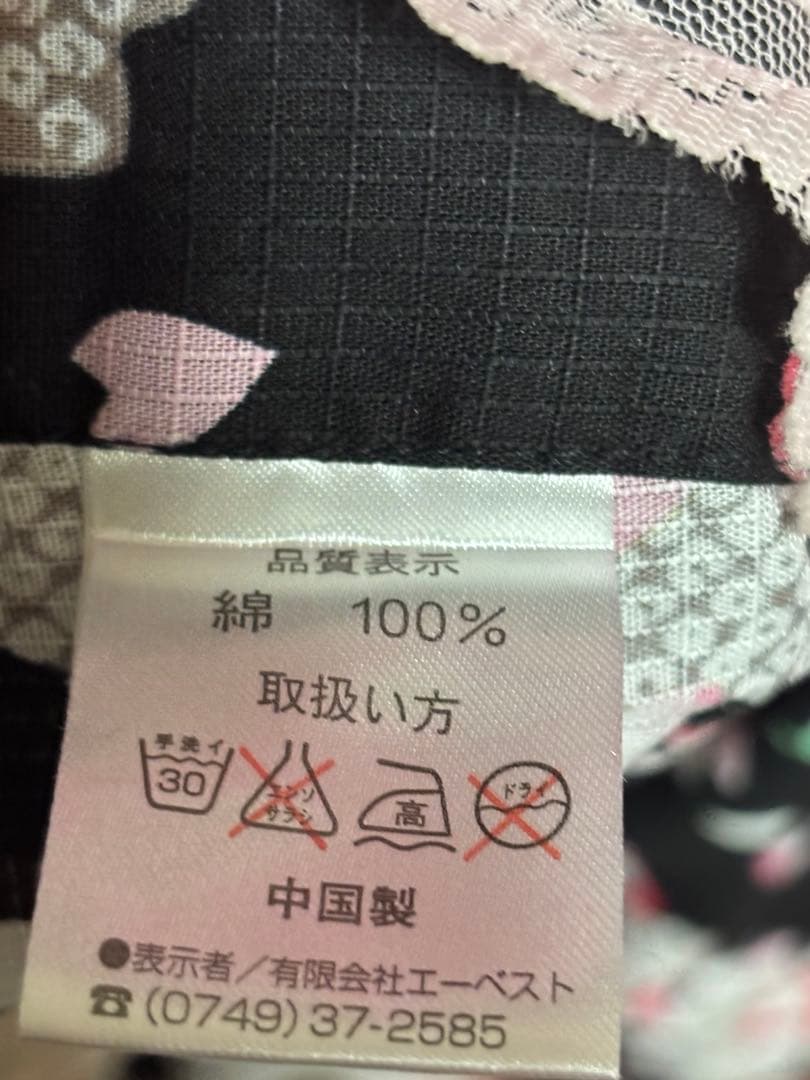 品質表示
綿 100%
取扱い方
手洗イ 30
エンソ サラシ
高
ドライ
中国製
●表示者/有限会社エーベスト
☎(0749)37-2585